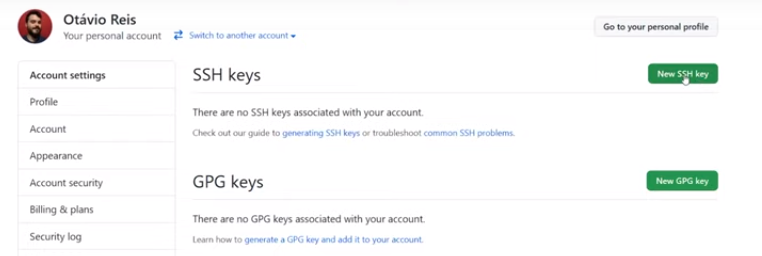 Otávio Reis
Your personal account Switch to another account
Go to your personal profile
Account settings
Profile
Account
Appearance
Account security
Billing & plans
Security log
SSH keys
New SSH key
There are no SSH keys associated with your account.
Check out our guide to generating SSH keys or troubleshoot common SSH problems.
GPG keys
New GPG key
There are no GPG keys associated with your account.
Learn how to generate a GPG key and add it to your account.